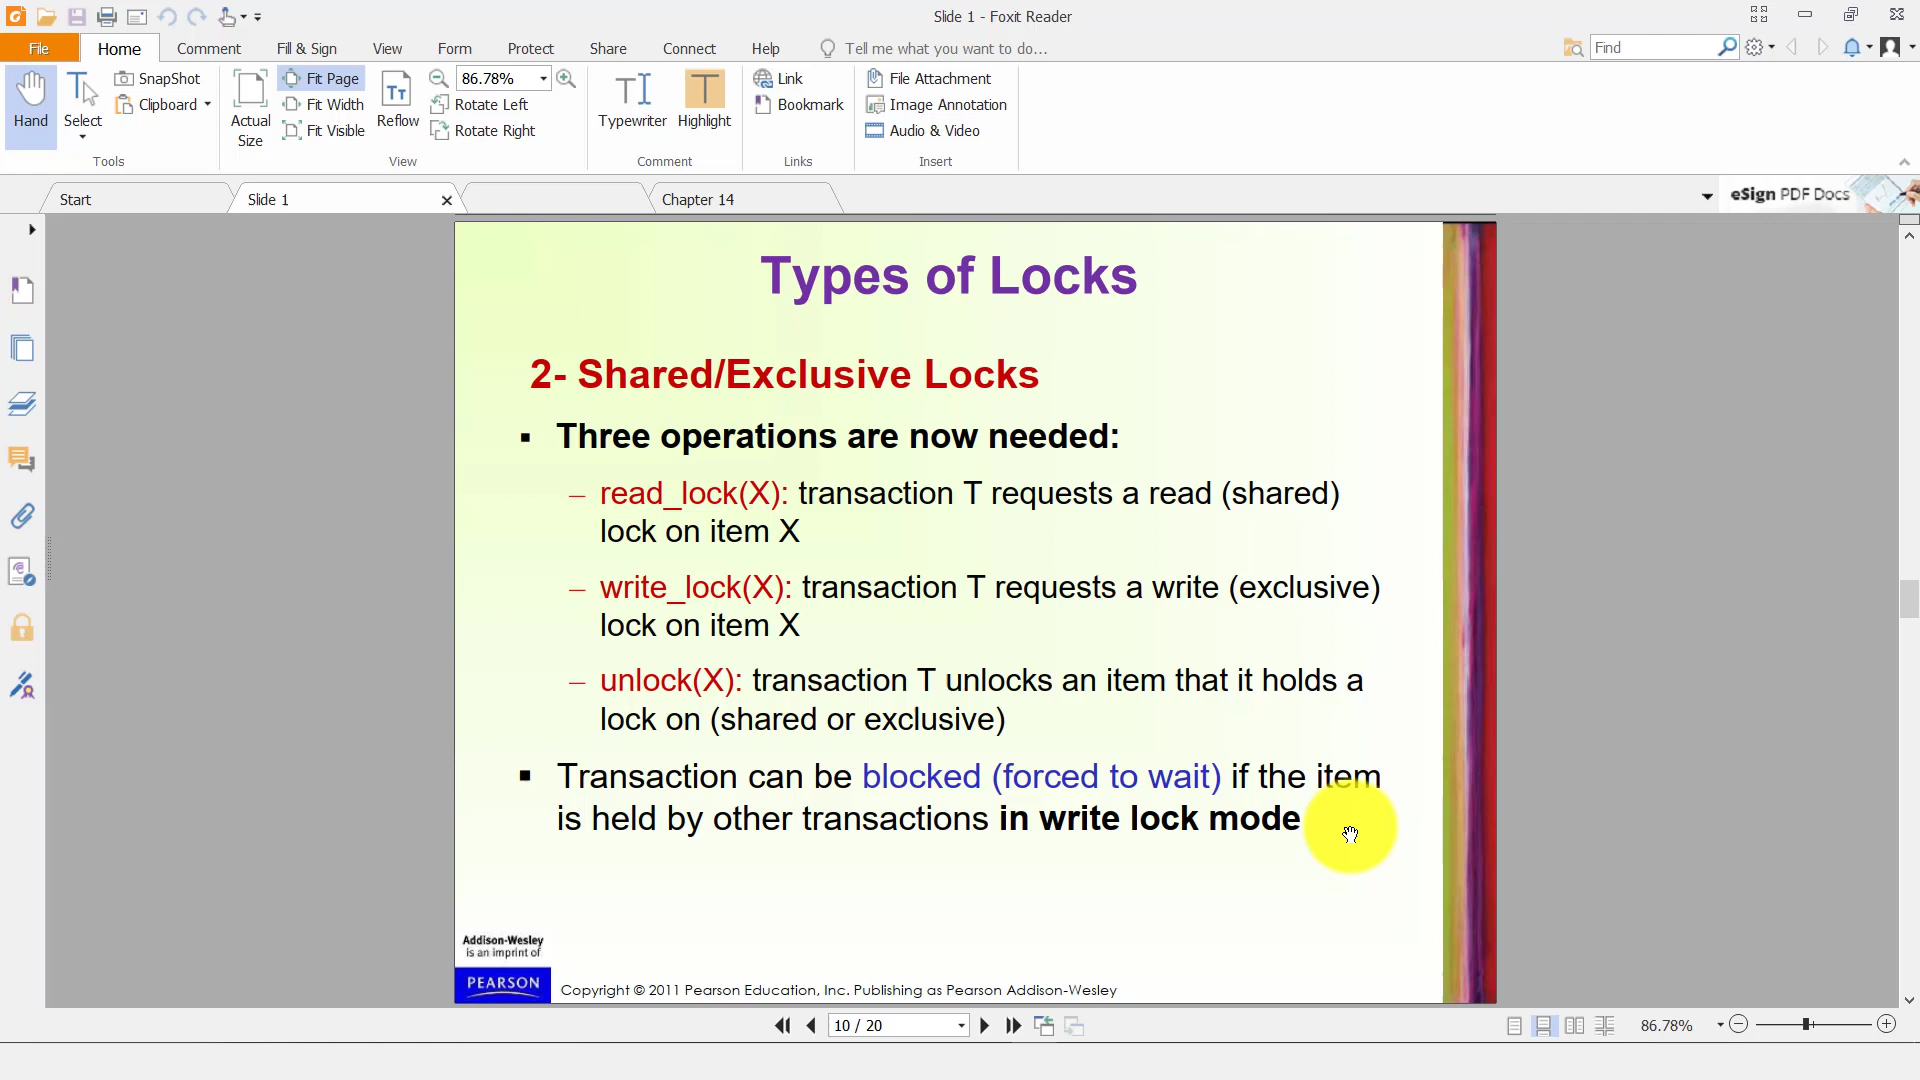 Slide 1 - Foxit Reader
File Home Comment Fill & Sign View Form Protect Share Connect Help Tell me what you want to do... Find
Hand
Select
SnapShot
Clipboard
Tools
Actual
Size
Fit Page
Fit Width
Fit Visible
Reflow
86.78%
Rotate Left
Rotate Right
View
Typewriter
Highlight
Comment
Link
Bookmark
Links
File Attachment
Image Annotation
Audio & Video
Insert
Start Slide 1 Chapter 14 eSign PDF Docs
Types of Locks
2- Shared/Exclusive Locks
▪ Three operations are now needed:
– read_lock(X): transaction T requests a read (shared)
lock on item X
– write_lock(X): transaction T requests a write (exclusive)
lock on item X
– unlock(X): transaction T unlocks an item that it holds a
lock on (shared or exclusive)
▪ Transaction can be blocked (forced to wait) if the item
is held by other transactions in write lock mode
Addison-Wesley
is an imprint of
PEARSON
Copyright © 2011 Pearson Education, Inc. Publishing as Pearson Addison-Wesley
10 / 20 86.78%